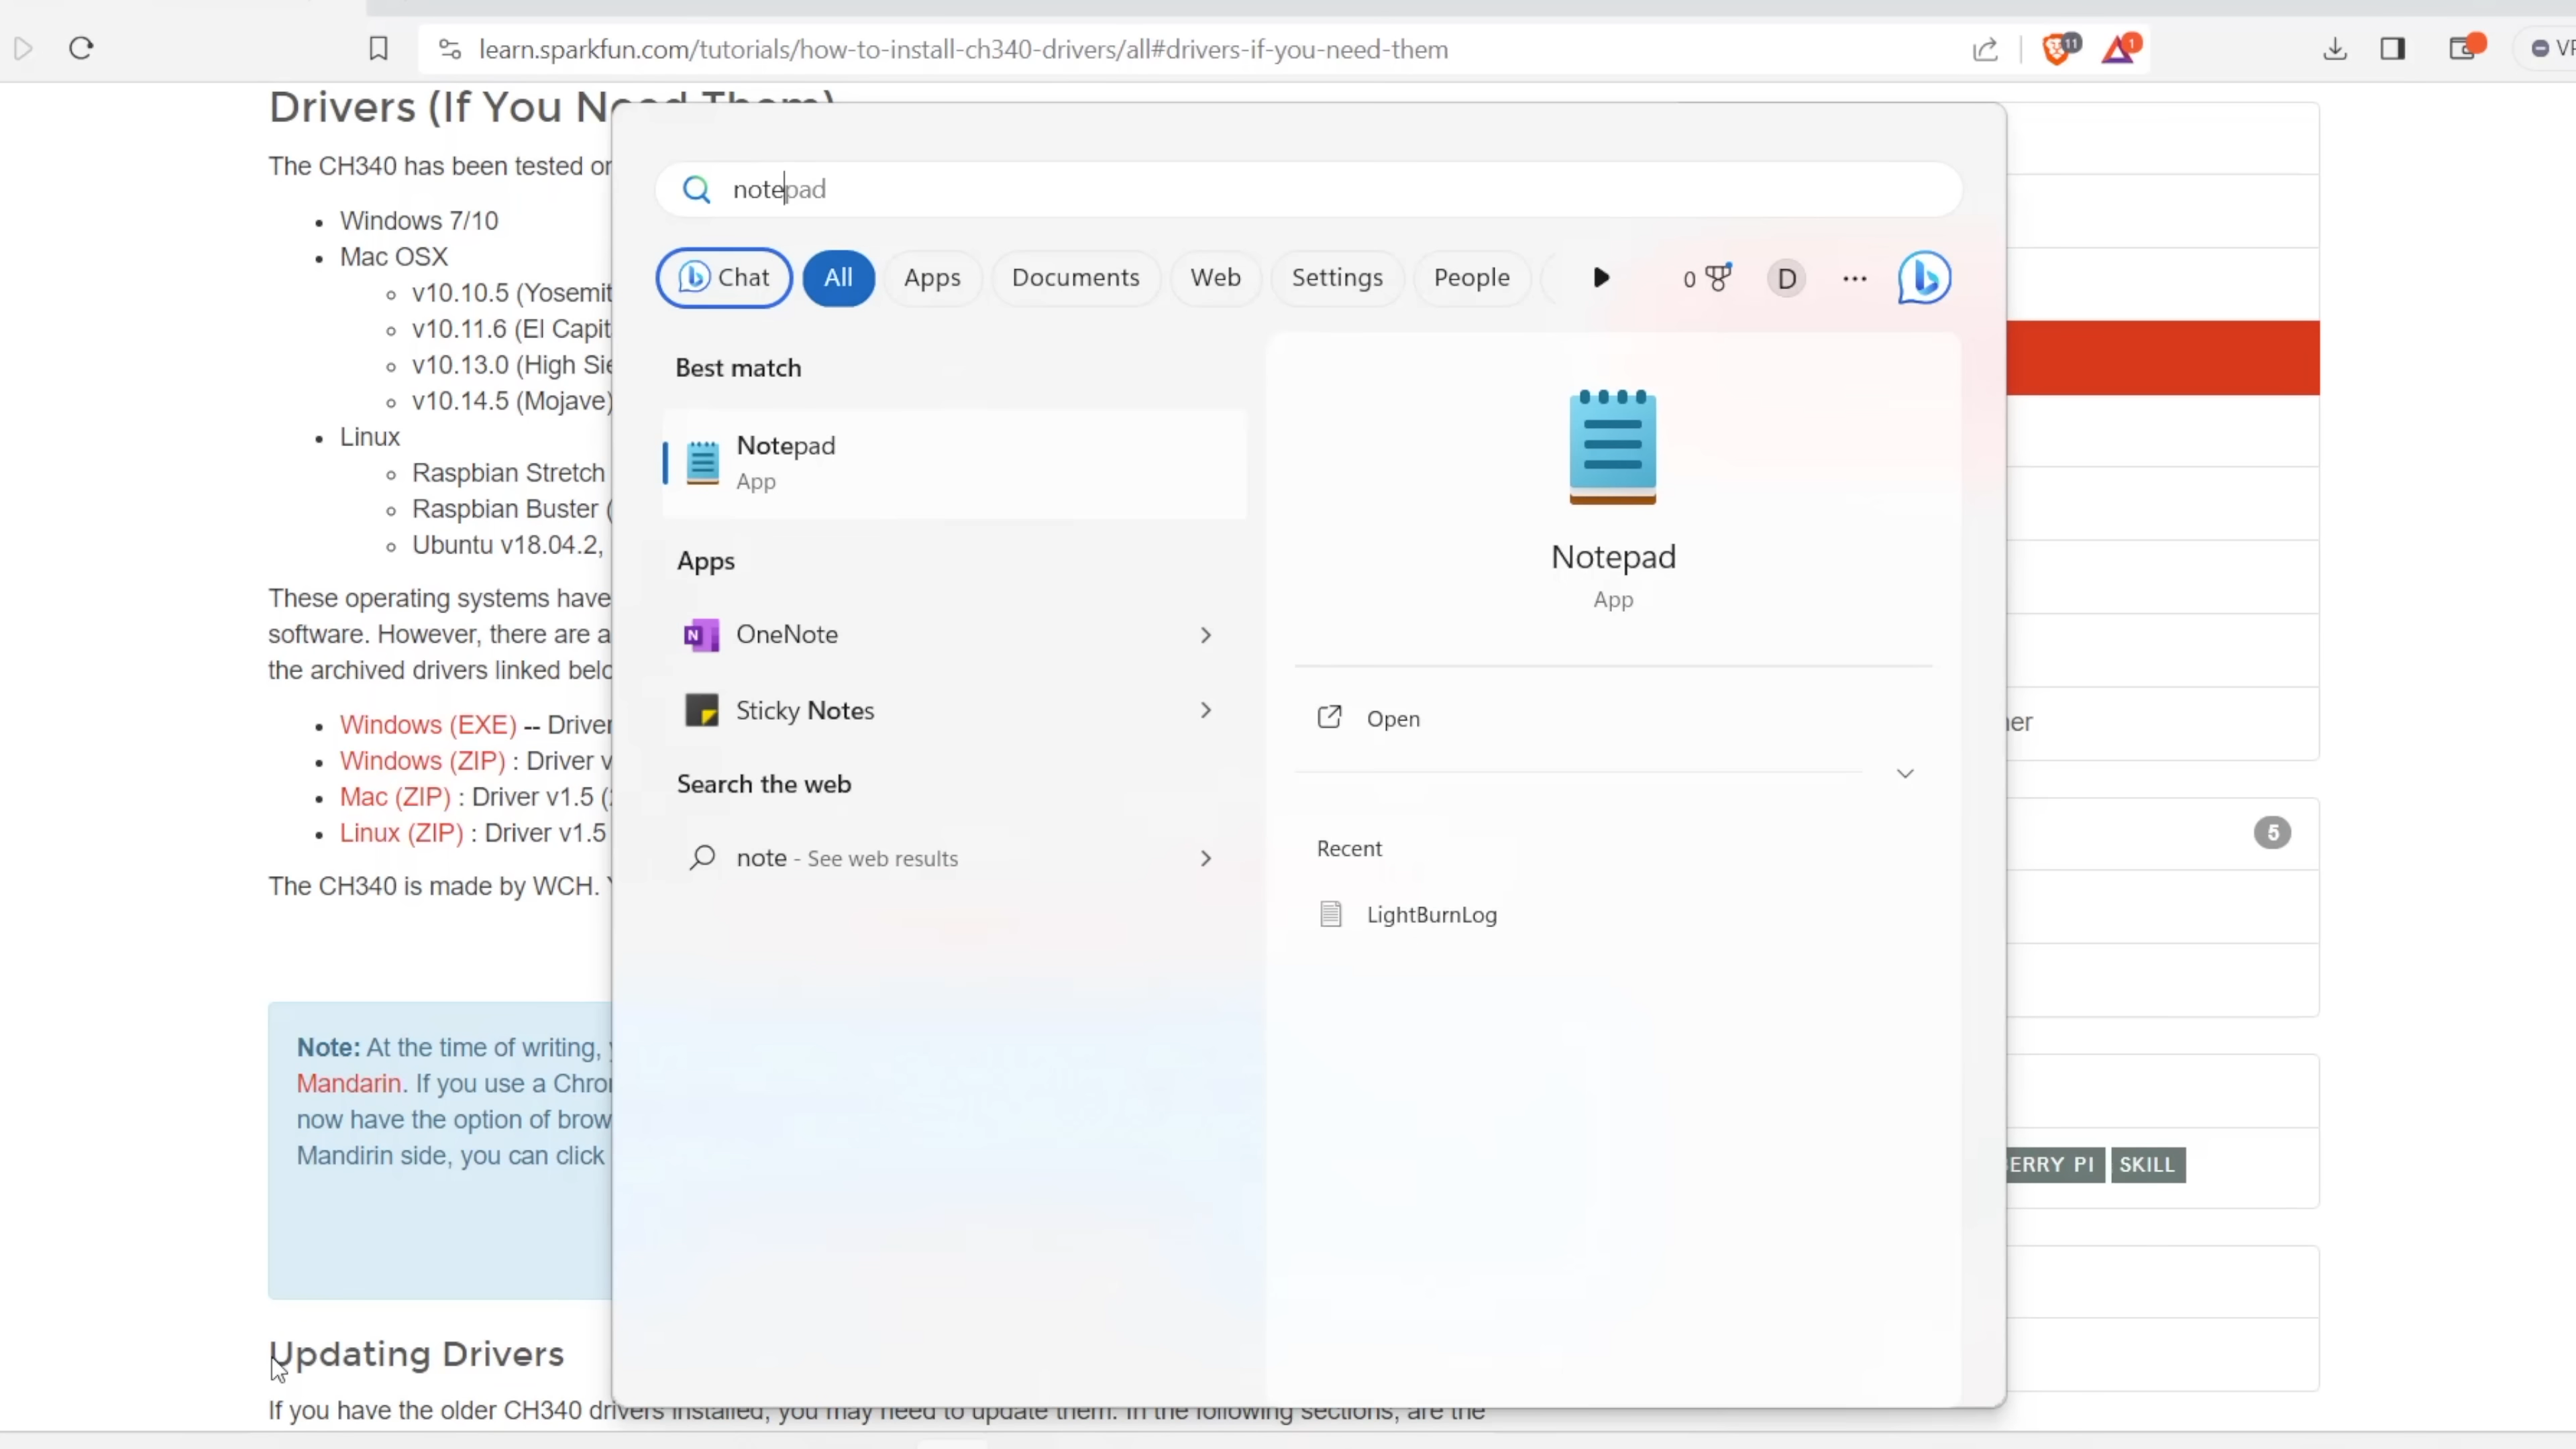 learn.sparkfun.com/tutorials/how-to-install-ch340-drivers/all#drivers-if-you-need-them
11
1
Drivers (If You Need Them)
The CH340 has been tested on
Windows 7/10
Mac OSX
v10.10.5 (Yosemit
v10.11.6 (El Capit
v10.13.0 (High Sie
v10.14.5 (Mojave)
Linux
Raspbian Stretch
Raspbian Buster (
Ubuntu v18.04.2,
These operating systems have
software. However, there are a
the archived drivers linked belo
Windows (EXE) -- Driver
Windows (ZIP) : Driver v
Mac (ZIP) : Driver v1.5 (
Linux (ZIP) : Driver v1.5
The CH340 is made by WCH. Y
Note: At the time of writing, y
Mandarin. If you use a Chron
now have the option of brow
Mandirin side, you can click
Updating Drivers
If you have the older CH340 drivers installed, you may need to update them. In the following sections, are the
notepad
Chat
All
Apps
Documents
Web
Settings
People
0
D
Best match
Notepad
App
Apps
OneNote
Sticky Notes
Search the web
note - See web results
Notepad
App
Open
Recent
LightBurnLog
5
ERRY PI
SKILL